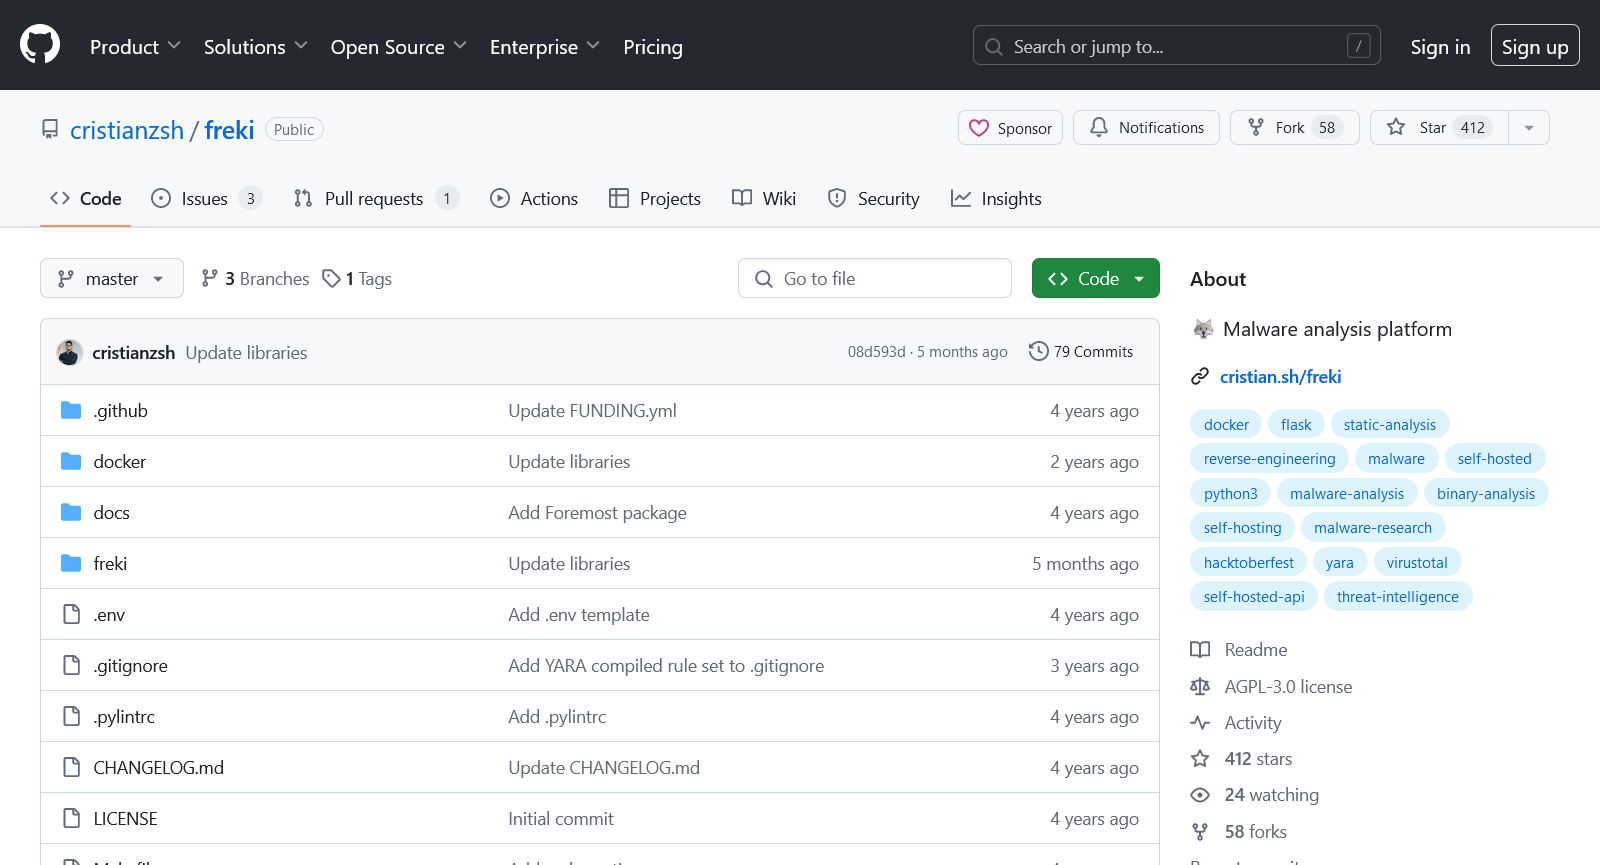 Product Solutions Open Source Enterprise Pricing Search or jump to... / Sign in Sign up
cristianzsh / freki Public Sponsor Notifications Fork 58 Star 412
Code Issues 3 Pull requests 1 Actions Projects Wiki Security Insights
master 3 Branches 1 Tags Go to file Code
cristianzsh Update libraries 08d593d · 5 months ago 79 Commits
.github Update FUNDING.yml 4 years ago
docker Update libraries 2 years ago
docs Add Foremost package 4 years ago
freki Update libraries 5 months ago
.env Add .env template 4 years ago
.gitignore Add YARA compiled rule set to .gitignore 3 years ago
.pylintrc Add .pylintrc 4 years ago
CHANGELOG.md Update CHANGELOG.md 4 years ago
LICENSE Initial commit 4 years ago
About
Malware analysis platform
cristian.sh/freki
docker flask static-analysis
reverse-engineering malware self-hosted
python3 malware-analysis binary-analysis
self-hosting malware-research
hacktoberfest yara virustotal
self-hosted-api threat-intelligence
Readme
AGPL-3.0 license
Activity
412 stars
24 watching
58 forks